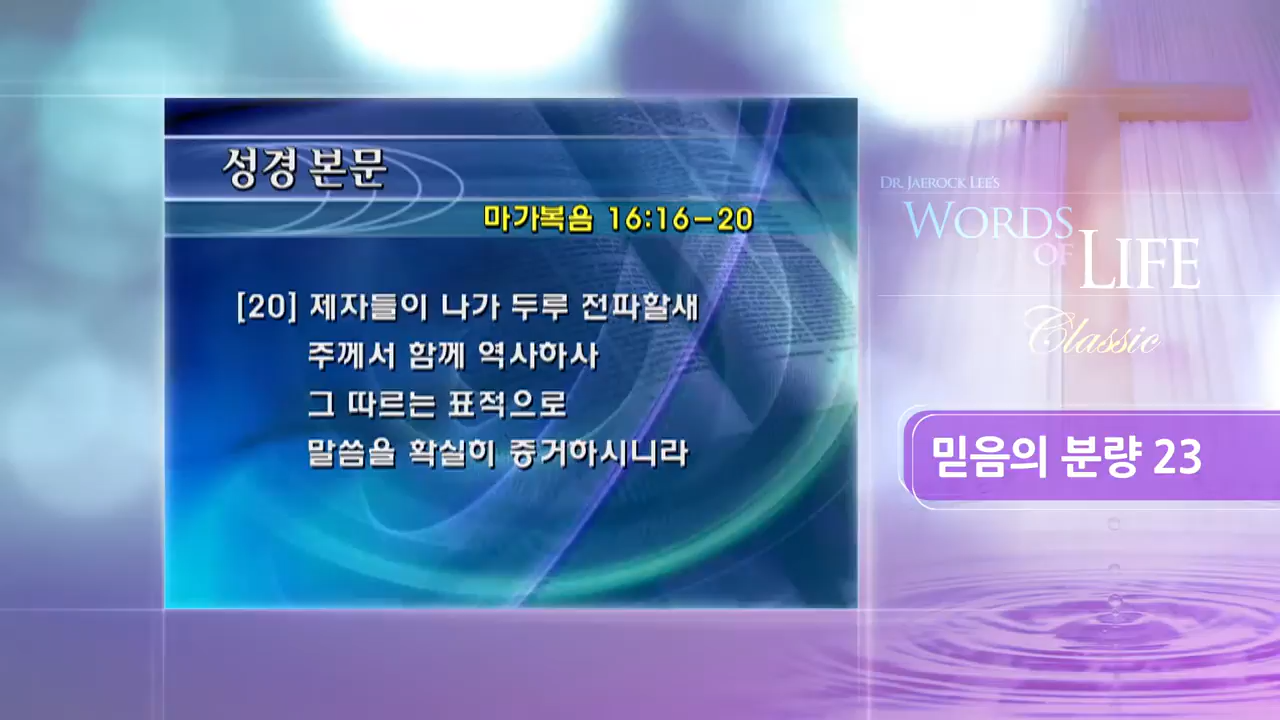 성경 본문
마가복음 16:16-20
[20] 제자들이 나가 두루 전파할새
주께서 함께 역사하사
그 따르는 표적으로
말씀을 확실히 증거하시니라
DR. JAEROCK LEE'S
WORDS
OF LIFE
Classic
믿음의 분량 23